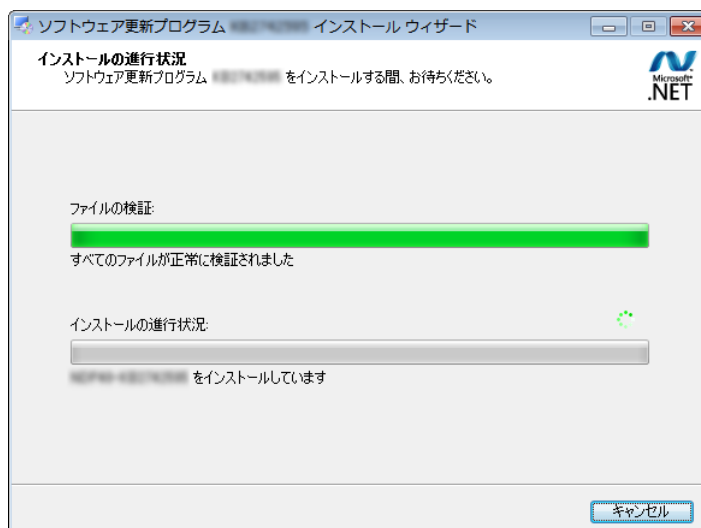 ソフトウェア更新プログラム インストール ウィザード
インストールの進行状況
ソフトウェア更新プログラム をインストールする間、お待ちください。
Microsoft
.NET
ファイルの検証:
すべてのファイルが正常に検証されました
インストールの進行状況:
をインストールしています
キャンセル